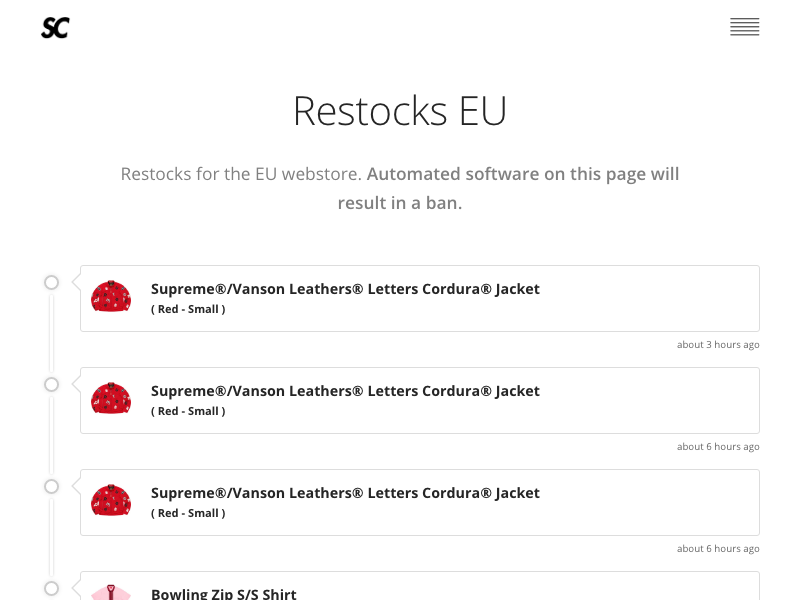 SC
Restocks EU
Restocks for the EU webstore. Automated software on this page will
result in a ban.
Supreme®/Vanson Leathers® Letters Cordura® Jacket
( Red - Small )
about 3 hours ago
Supreme®/Vanson Leathers® Letters Cordura® Jacket
( Red - Small )
about 6 hours ago
Supreme®/Vanson Leathers® Letters Cordura® Jacket
( Red - Small )
about 6 hours ago
Bowling Zip S/S Shirt